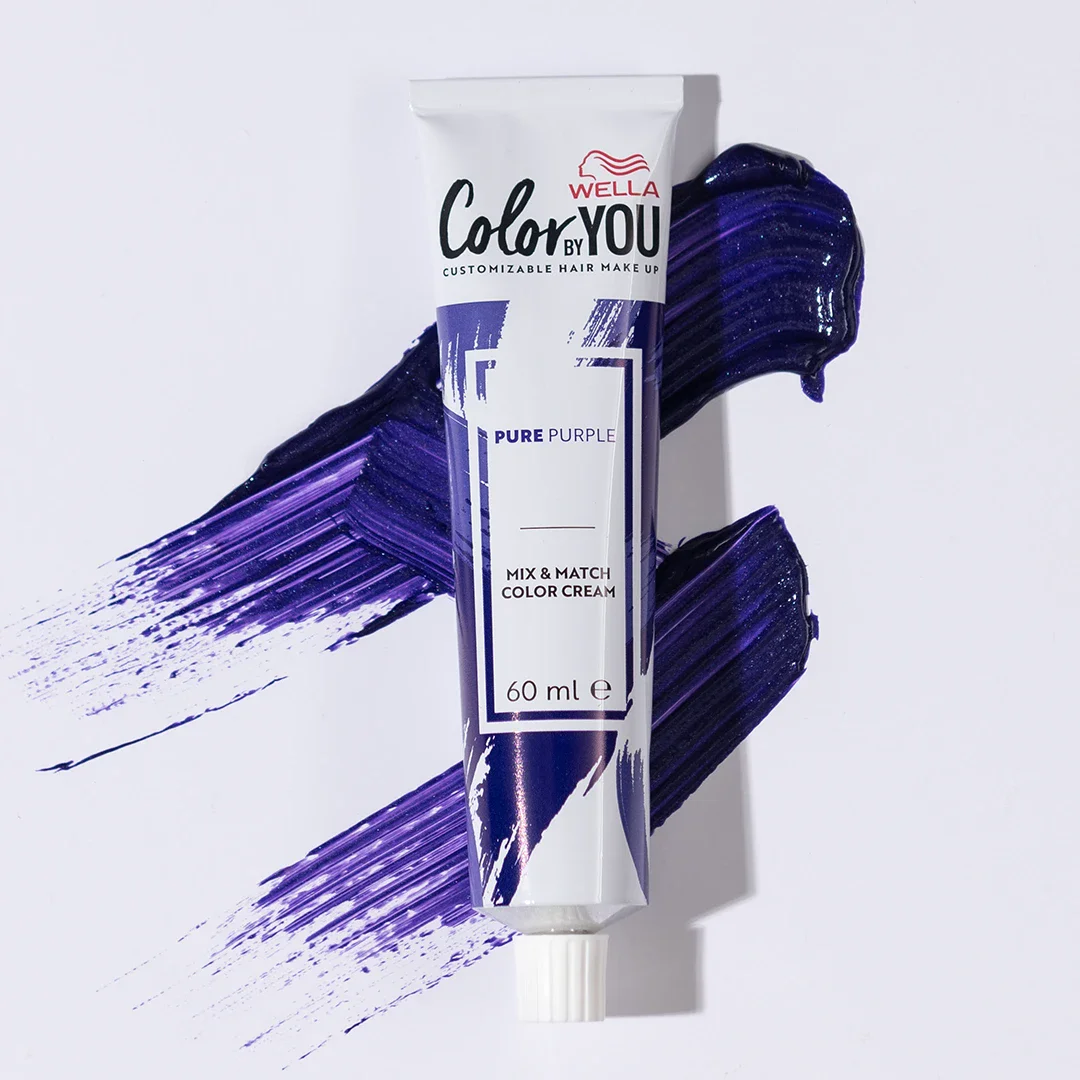 WELLA
Color BY YOU
CUSTOMIZABLE HAIR MAKE UP
PURE PURPLE
MIX & MATCH
COLOR CREAM
60 ml ℮